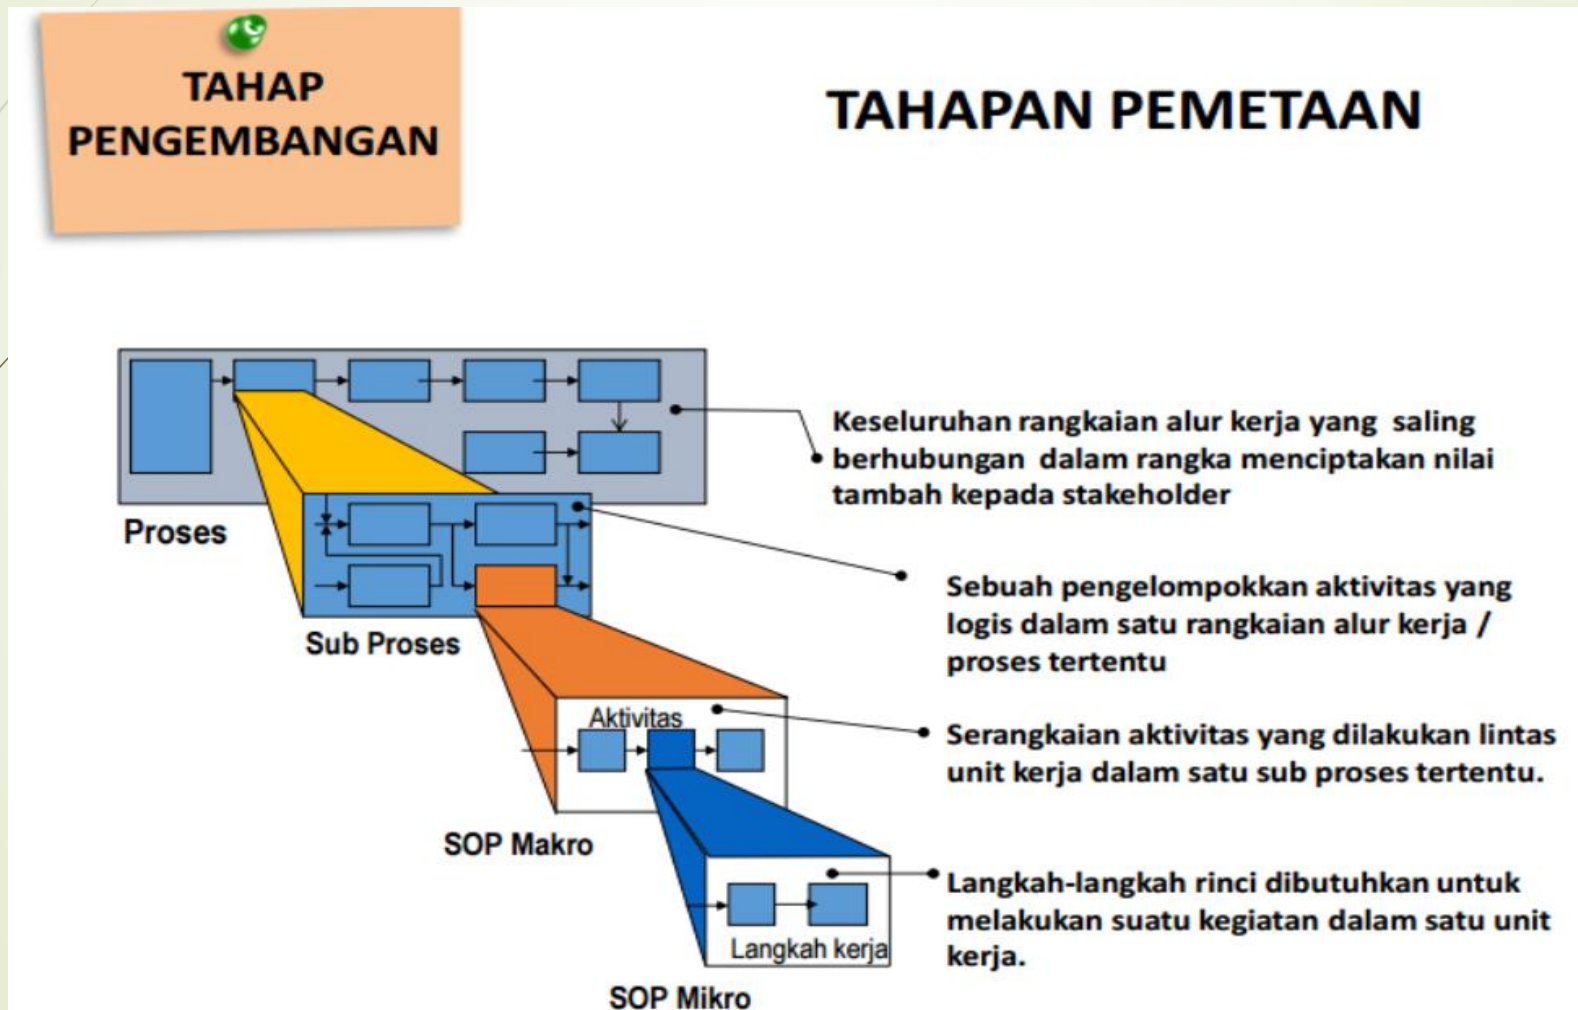 TAHAP
PENGEMBANGAN
TAHAPAN PEMETAAN
Proses
Keseluruhan rangkaian alur kerja yang saling
berhubungan dalam rangka menciptakan nilai
tambah kepada stakeholder
Sub Proses
Sebuah pengelompokkan aktivitas yang
logis dalam satu rangkaian alur kerja /
proses tertentu
Aktivitas
SOP Makro
Serangkaian aktivitas yang dilakukan lintas
unit kerja dalam satu sub proses tertentu.
Langkah kerja
SOP Mikro
Langkah-langkah rinci dibutuhkan untuk
melakukan suatu kegiatan dalam satu unit
kerja.